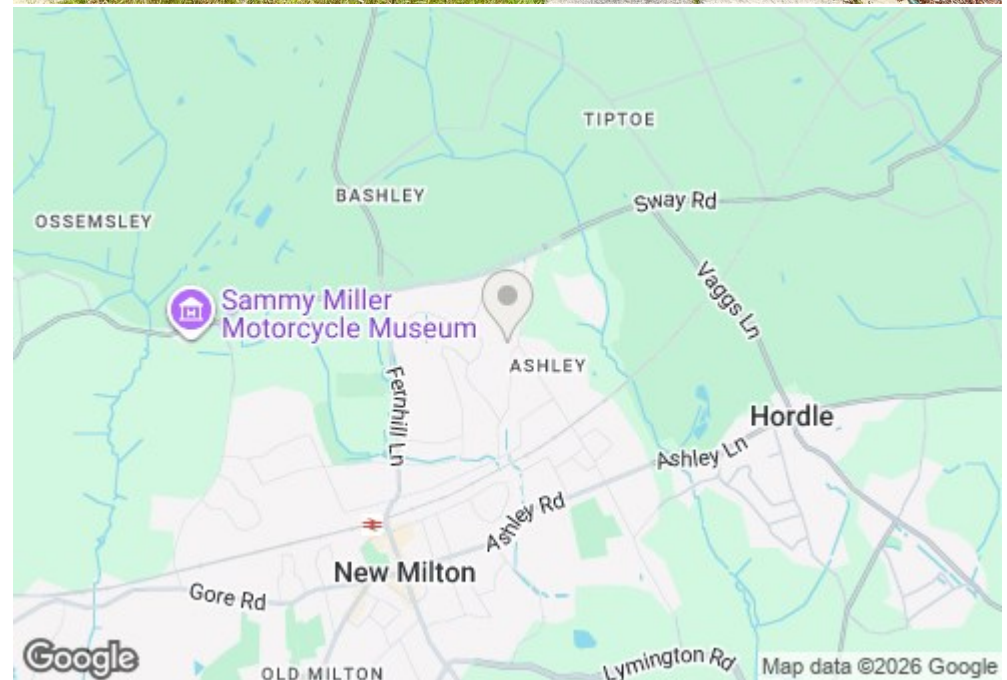 TIPTOE
BASHLEY
Sway Rd
OSSEMSLEY
Vaggs Ln
Sammy Miller
Motorcycle Museum
ASHLEY
Fernhill Ln
Hordle
Ashley Ln
Ashley Rd
New Milton
Gore Rd
Google
OLD MILTON
Lymington Rd
Map data ©2026 Google